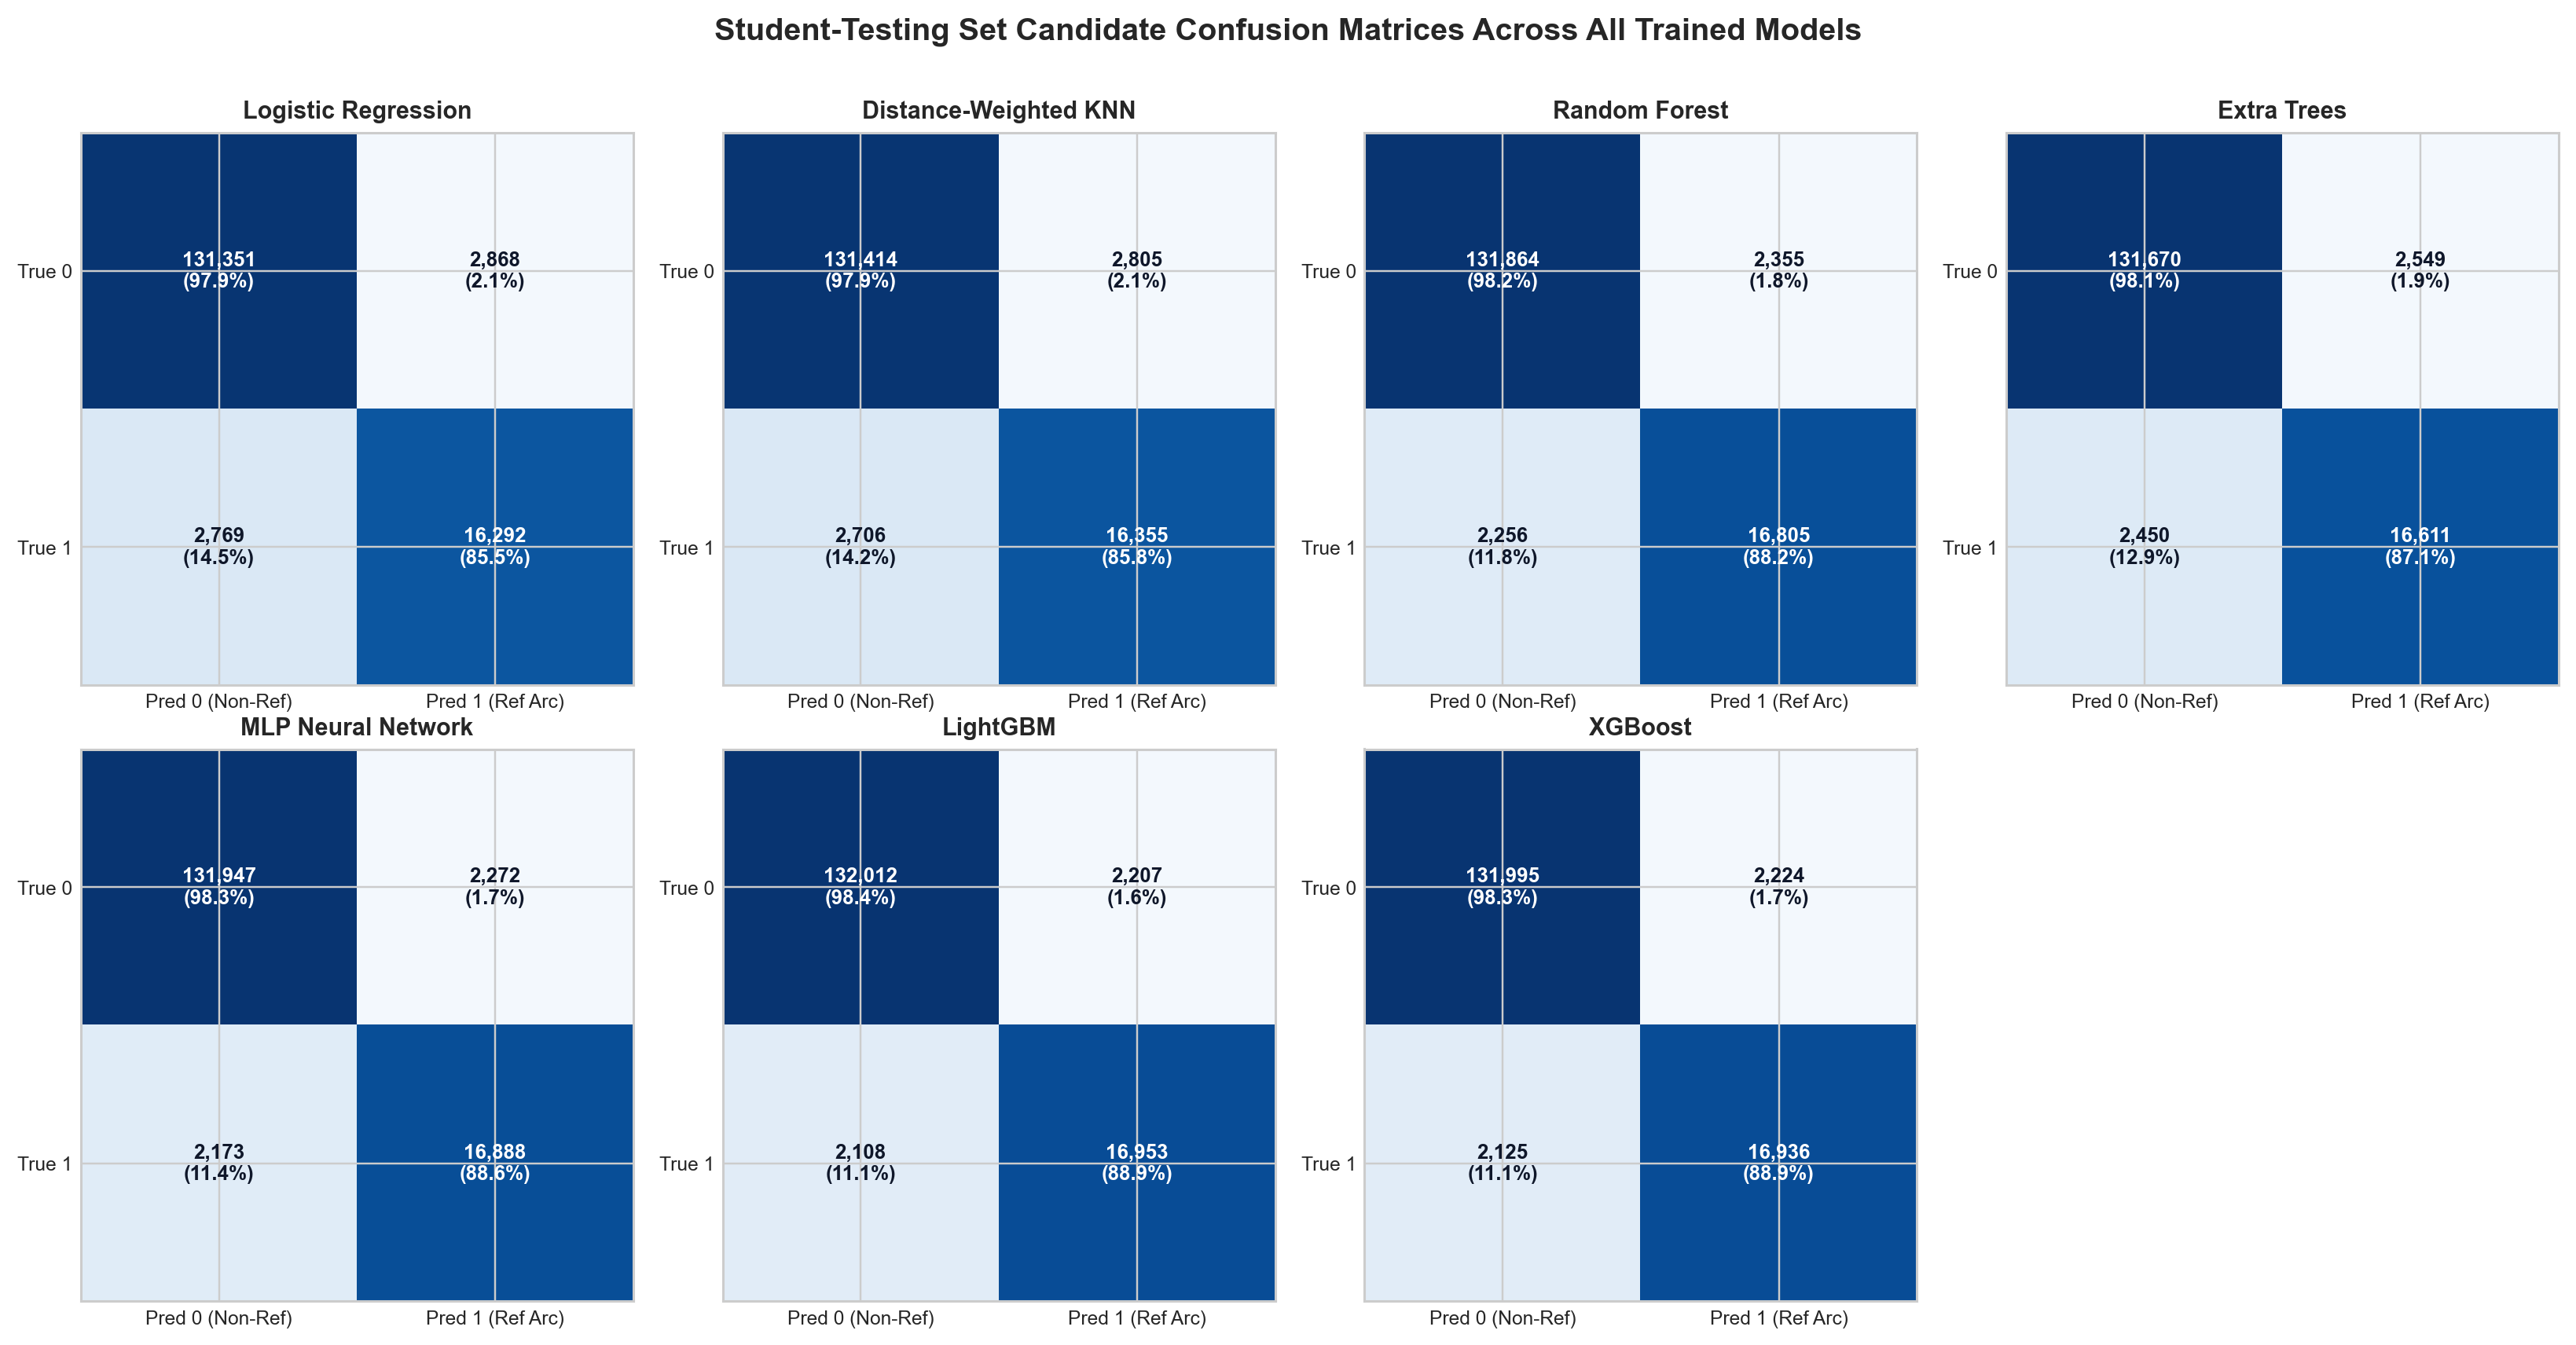 Student-Testing Set Candidate Confusion Matrices Across All Trained Models
Logistic Regression
True 0
131,351
(97.9%)
2,868
(2.1%)
True 1
2,769
(14.5%)
16,292
(85.5%)
Pred 0 (Non-Ref)
Pred 1 (Ref Arc)
Distance-Weighted KNN
True 0
131,414
(97.9%)
2,805
(2.1%)
True 1
2,706
(14.2%)
16,355
(85.8%)
Pred 0 (Non-Ref)
Pred 1 (Ref Arc)
Random Forest
True 0
131,864
(98.2%)
2,355
(1.8%)
True 1
2,256
(11.8%)
16,805
(88.2%)
Pred 0 (Non-Ref)
Pred 1 (Ref Arc)
Extra Trees
True 0
131,670
(98.1%)
2,549
(1.9%)
True 1
2,450
(12.9%)
16,611
(87.1%)
Pred 0 (Non-Ref)
Pred 1 (Ref Arc)
MLP Neural Network
True 0
131,947
(98.3%)
2,272
(1.7%)
True 1
2,173
(11.4%)
16,888
(88.6%)
Pred 0 (Non-Ref)
Pred 1 (Ref Arc)
LightGBM
True 0
132,012
(98.4%)
2,207
(1.6%)
True 1
2,108
(11.1%)
16,953
(88.9%)
Pred 0 (Non-Ref)
Pred 1 (Ref Arc)
XGBoost
True 0
131,995
(98.3%)
2,224
(1.7%)
True 1
2,125
(11.1%)
16,936
(88.9%)
Pred 0 (Non-Ref)
Pred 1 (Ref Arc)